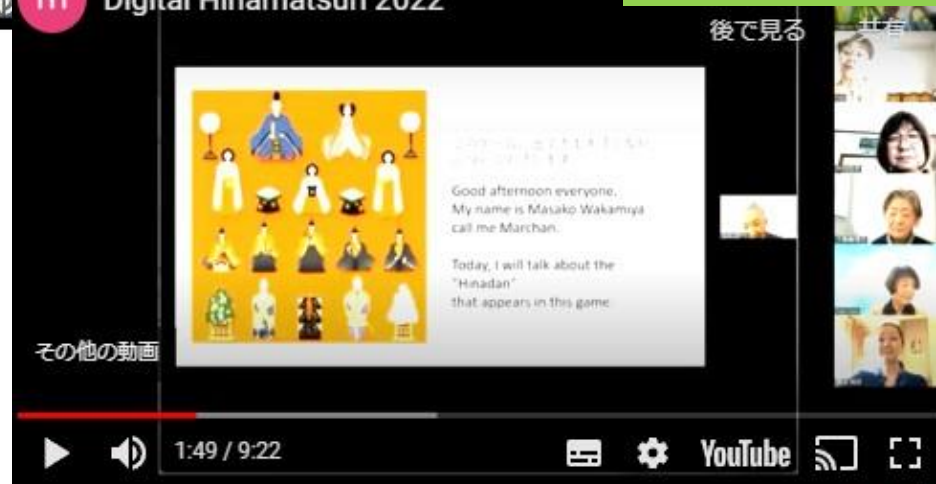 Digital Hinamatsuri 2022
後で見る
共有
Good afternoon everyone.
My name is Masako Wakamiya
call me Marchan.
Today, I will talk about the
"Hinadan"
that appears in this game
その他の動画
1:49 / 9:22
YouTube